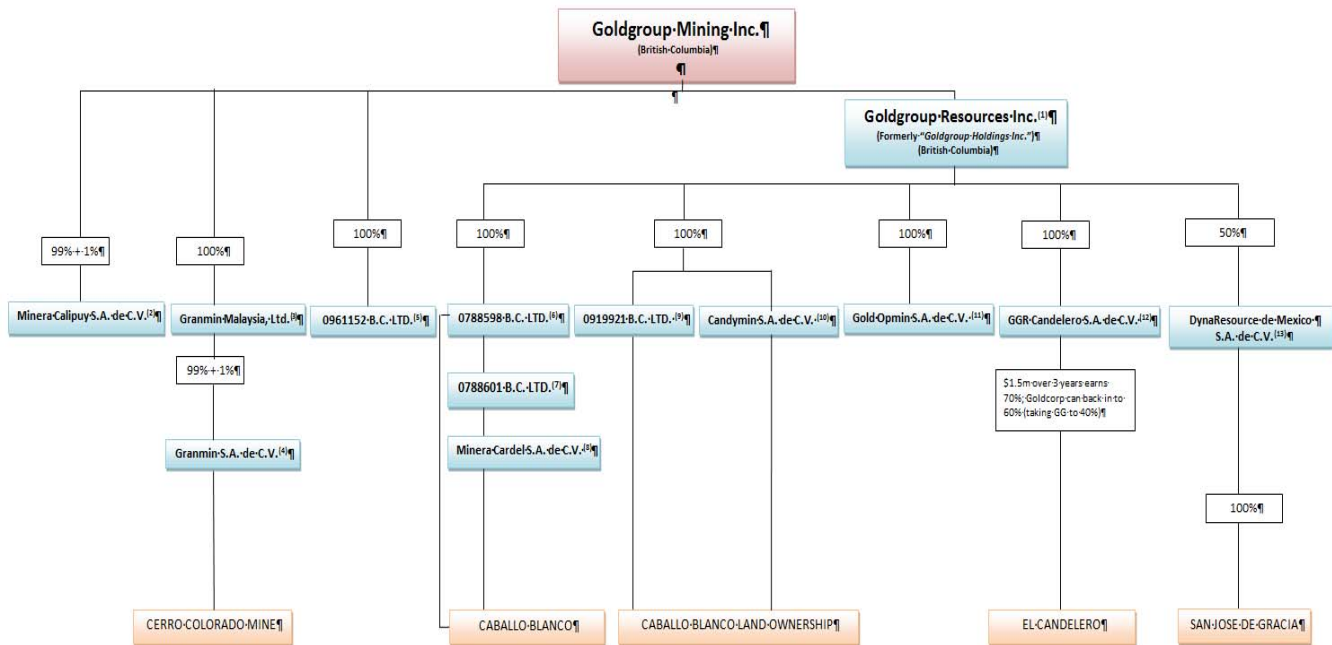 Goldgroup·Mining·Inc.¶
(British·Columbia)¶
¶
¶
Goldgroup·Resources·Inc.(1)¶
(Formerly·“Goldgroup·Holdings·Inc.”)¶
(British·Columbia)¶
99%·+·1%¶
100%¶
100%¶
100%¶
100%¶
100%¶
100%¶
50%¶
Minera·Calipuy·S.A.·de·C.V.(2)¶
Granmin·Malaysia,·Ltd.(3)¶
0961152·B.C.·LTD.(5)¶
0788598·B.C.·LTD.(6)¶
0919921·B.C.·LTD.(9)¶
Candymin·S.A.·de·C.V.(10)¶
Gold·Opmin·S.A.·de·C.V.(11)¶
GGR·Candelero·S.A.·de·C.V.(12)¶
DynaResource·de·Mexico·¶
S.A.·de·C.V.(13)¶
99%·+·1%¶
0788601·B.C.·LTD.(7)¶
$1.5m·over·3·years·earns·
70%;·Goldcorp·can·back·in·to·
60%·(taking·GG·to·40%)¶
Granmin·S.A.·de·C.V.(4)¶
Minera·Cardel·S.A.·de·C.V.(8)¶
100%¶
CERRO·COLORADO·MINE¶
CABALLO·BLANCO¶
CABALLO·BLANCO·LAND·OWNERSHIP¶
EL·CANDELERO¶
SAN·JOSE·DE·GRACIA¶